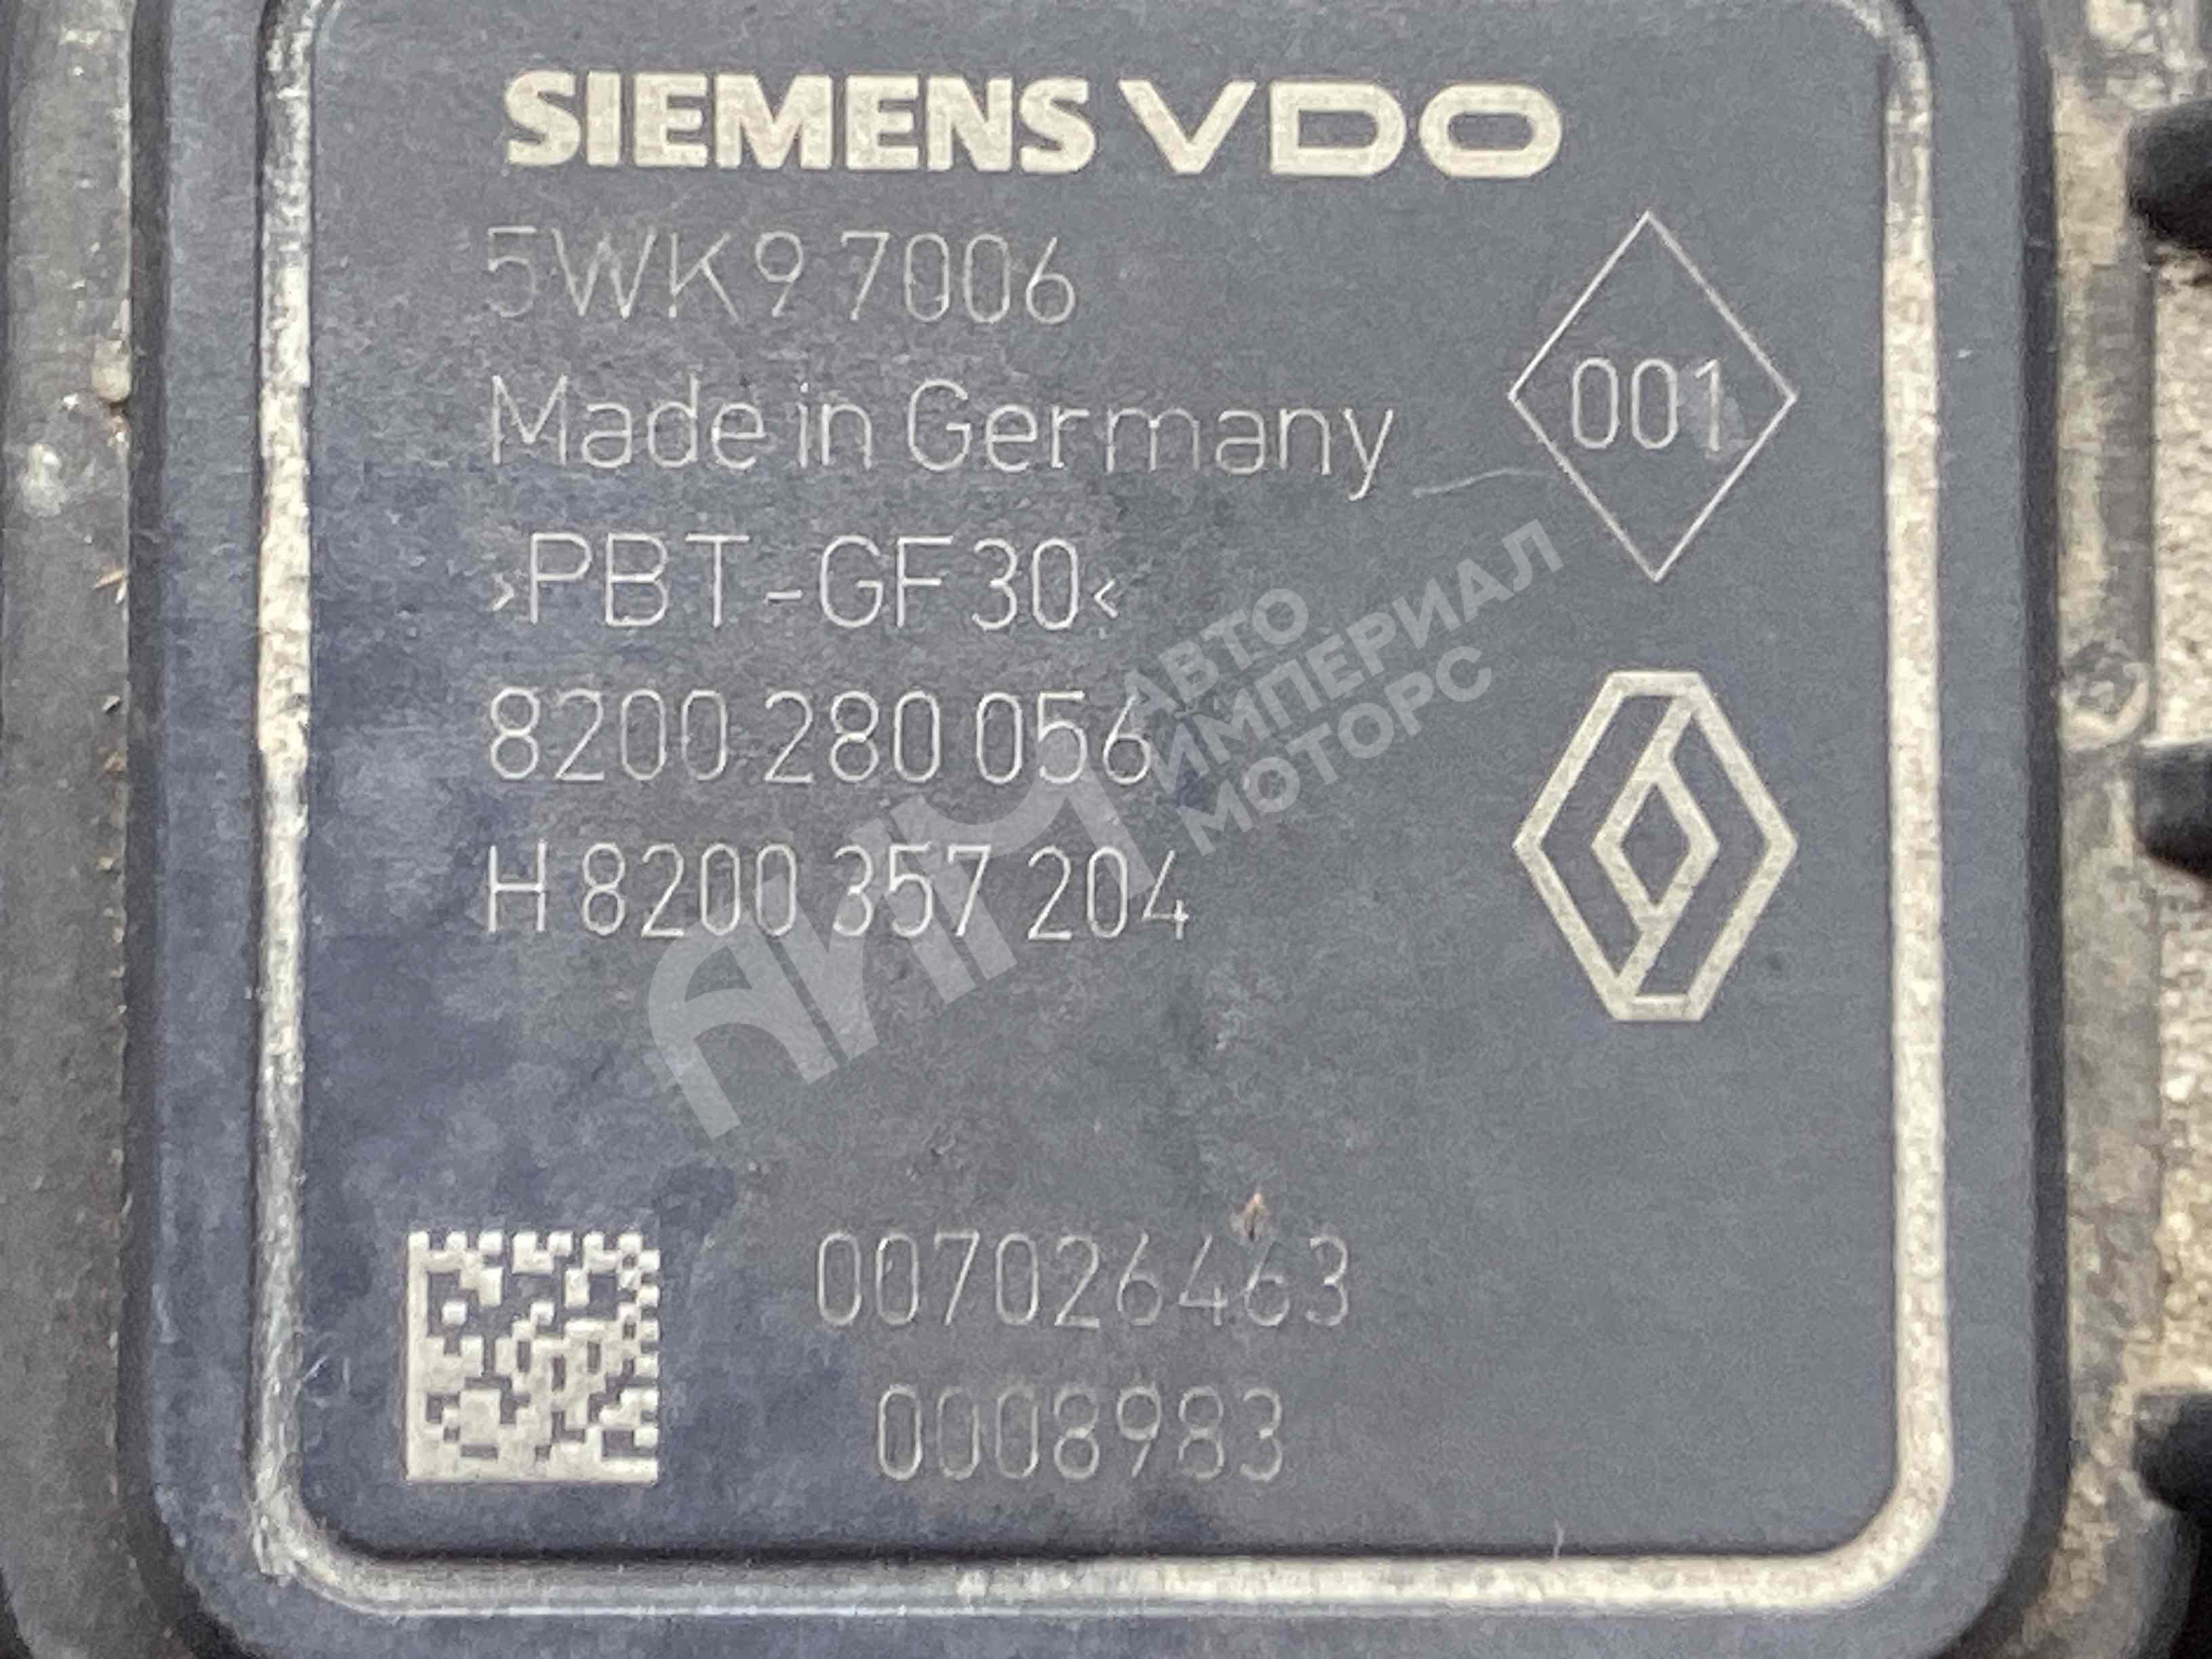 SIEMENS VDO
5WK9 7006
001
Made in Germany
>PBT-GF30<
8200 280 056
H 8200 357 204
АИМ АВТО
ИМПЕРИАЛ
МОТОРС
007026463
0008983